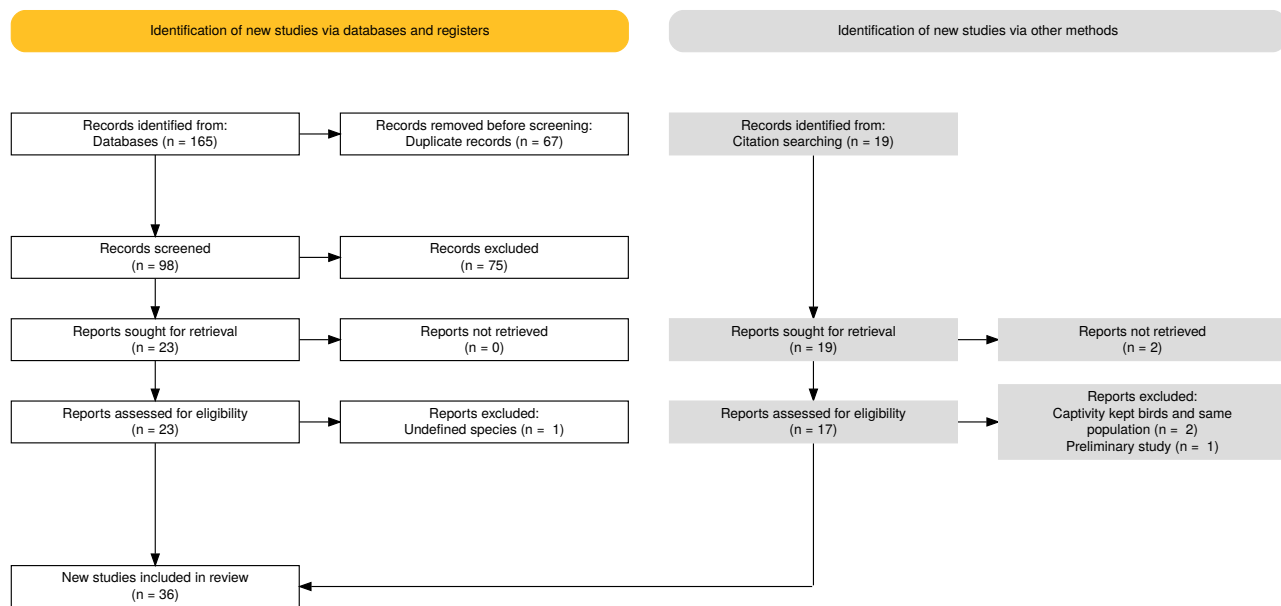 Identification of new studies via databases and registers
Identification of new studies via other methods
Records identified from:
Databases (n = 165)
Records removed before screening:
Duplicate records (n = 67)
Records identified from:
Citation searching (n = 19)
Records screened
(n = 98)
Records excluded
(n = 75)
Reports sought for retrieval
(n = 23)
Reports not retrieved
(n = 0)
Reports sought for retrieval
(n = 19)
Reports not retrieved
(n = 2)
Reports assessed for eligibility
(n = 23)
Reports excluded:
Undefined species (n = 1)
Reports assessed for eligibility
(n = 17)
Reports excluded:
Captivity kept birds and same
population (n = 2)
Preliminary study (n = 1)
New studies included in review
(n = 36)